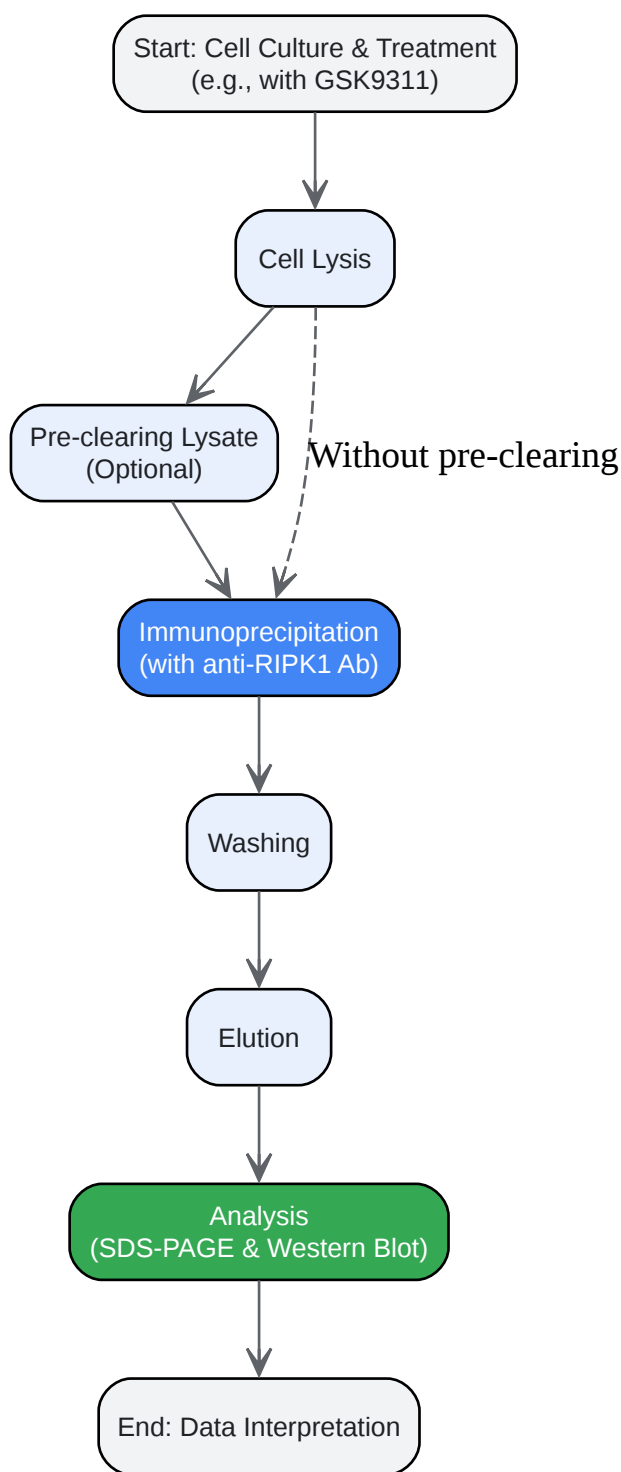 Start: Cell Culture & Treatment
(e.g., with GSK9311)
Cell Lysis
Pre-clearing Lysate
(Optional)
Without pre-clearing
Immunoprecipitation
(with anti-RIPK1 Ab)
Washing
Elution
Analysis
(SDS-PAGE & Western Blot)
End: Data Interpretation